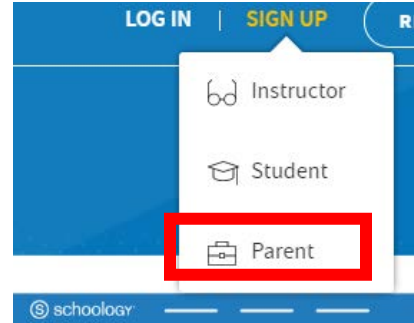 LOG IN | SIGN UP R
Instructor
Student
Parent
schoology